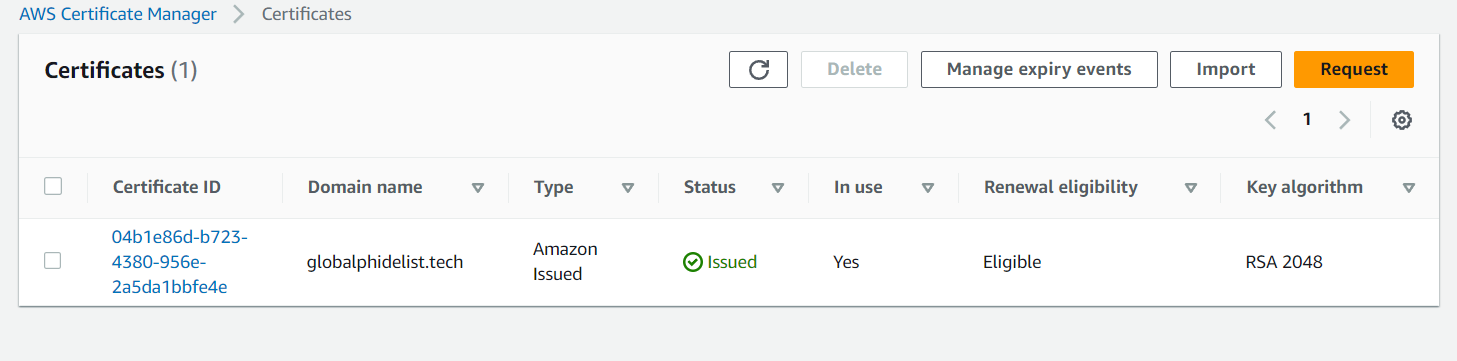 AWS Certificate Manager > Certificates
Certificates (1)
Delete
Manage expiry events
Import
Request
1
Certificate ID
Domain name
Type
Status
In use
Renewal eligibility
Key algorithm
04b1e86d-b723-
4380-956e-
2a5da1bbfe4e
globalphidelist.tech
Amazon
Issued
Issued
Yes
Eligible
RSA 2048